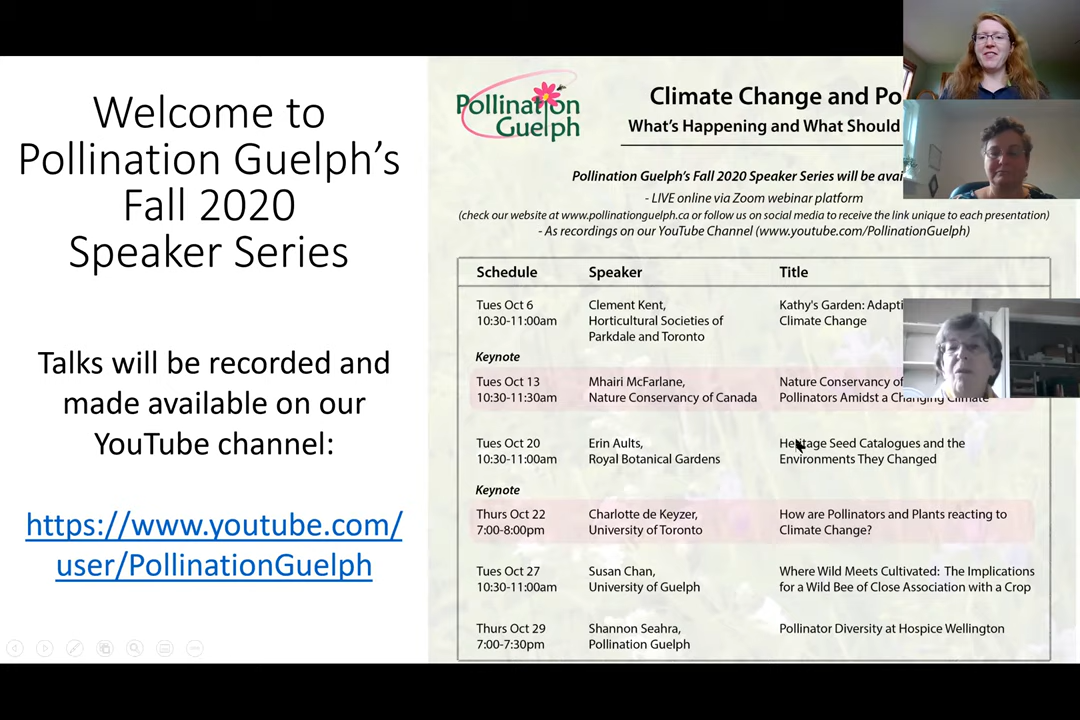 Welcome to
Pollination Guelph's
Fall 2020
Speaker Series
Talks will be recorded and
made available on our
YouTube channel:
https://www.youtube.com/
user/PollinationGuelph
Pollination
Guelph
Climate Change and Po
What's Happening and What Should
Pollination Guelph's Fall 2020 Speaker Series will be avai
- LIVE online via Zoom webinar platform
(check our website at www.pollinationguelph.ca or follow us on social media to receive the link unique to each presentation)
- As recordings on our YouTube Channel (www.youtube.com/PollinationGuelph)
Schedule Speaker Title
Tues Oct 6 Clement Kent, Kathy's Garden: Adapti
10:30-11:00am Horticultural Societies of Climate Change
Parkdale and Toronto
Keynote
Tues Oct 13 Mhairi McFarlane, Nature Conservancy of
10:30-11:30am Nature Conservancy of Canada Pollinators Amidst a Changing Climate
Tues Oct 20 Erin Aults, Heritage Seed Catalogues and the
10:30-11:00am Royal Botanical Gardens Environments They Changed
Keynote
Thurs Oct 22 Charlotte de Keyzer, How are Pollinators and Plants reacting to
7:00-8:00pm University of Toronto Climate Change?
Tues Oct 27 Susan Chan, Where Wild Meets Cultivated: The Implications
10:30-11:00am University of Guelph for a Wild Bee of Close Association with a Crop
Thurs Oct 29 Shannon Seahra, Pollinator Diversity at Hospice Wellington
7:00-7:30pm Pollination Guelph